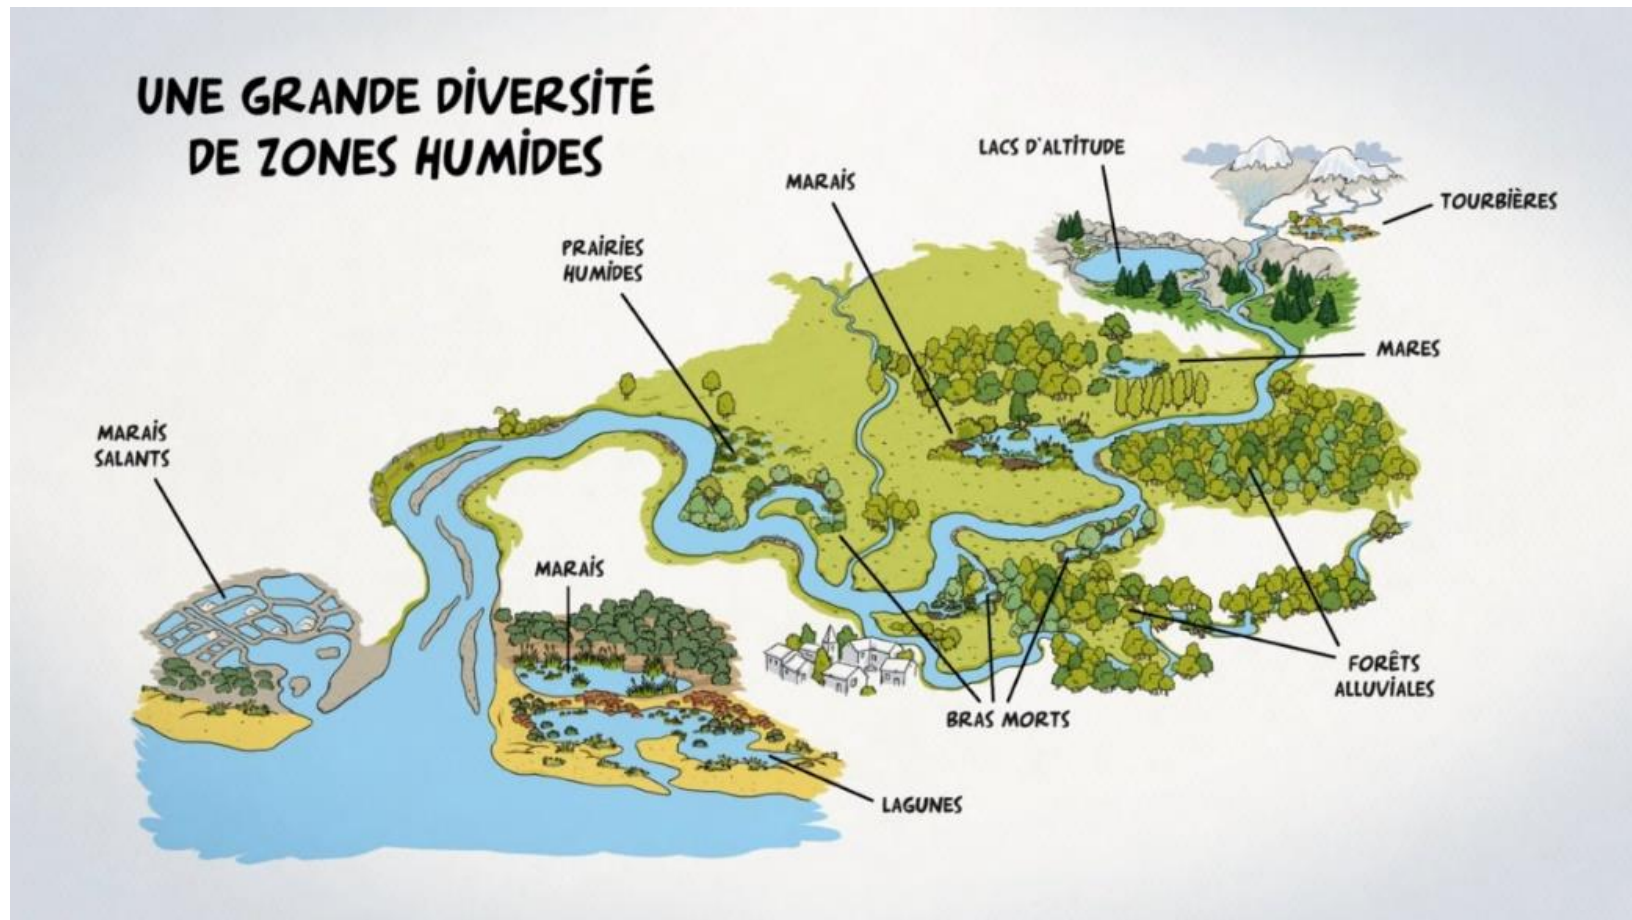 UNE GRANDE DIVERSITÉ
DE ZONES HUMIDES
LACS D'ALTITUDE
MARAIS
TOURBIÈRES
PRAIRIES
HUMIDES
MARES
MARAIS
SALANTS
MARAIS
FORÊTS
ALLUVIALES
BRAS MORTS
LAGUNES